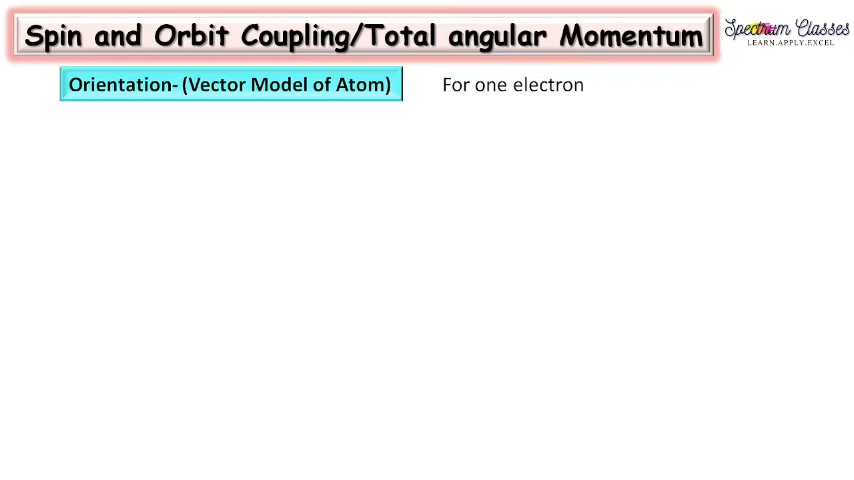 Spin and Orbit Coupling/Total angular Momentum
Spectrum Classes
LEARN.APPLY.EXCEL
Orientation- (Vector Model of Atom)
For one electron